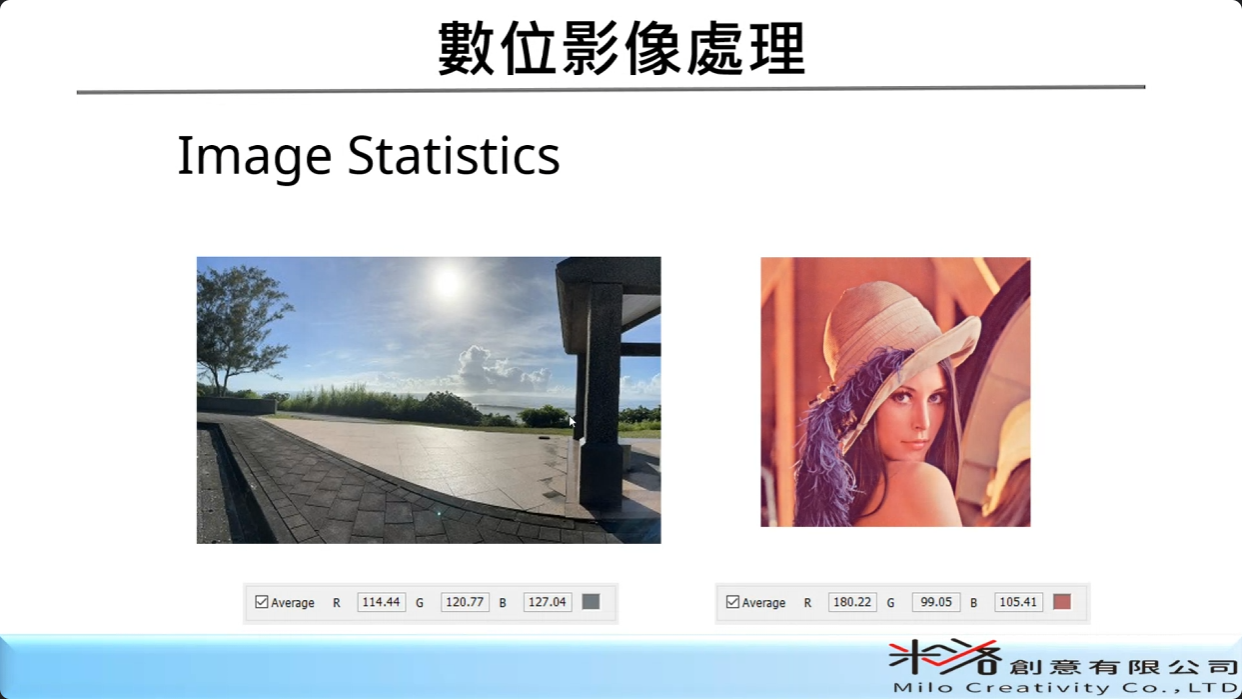 數位影像處理
Image Statistics
Average R 114.44 G 120.77 B 127.04
Average R 180.22 G 99.05 B 105.41
米洛創意有限公司
Milo Creativity Co.,LTD